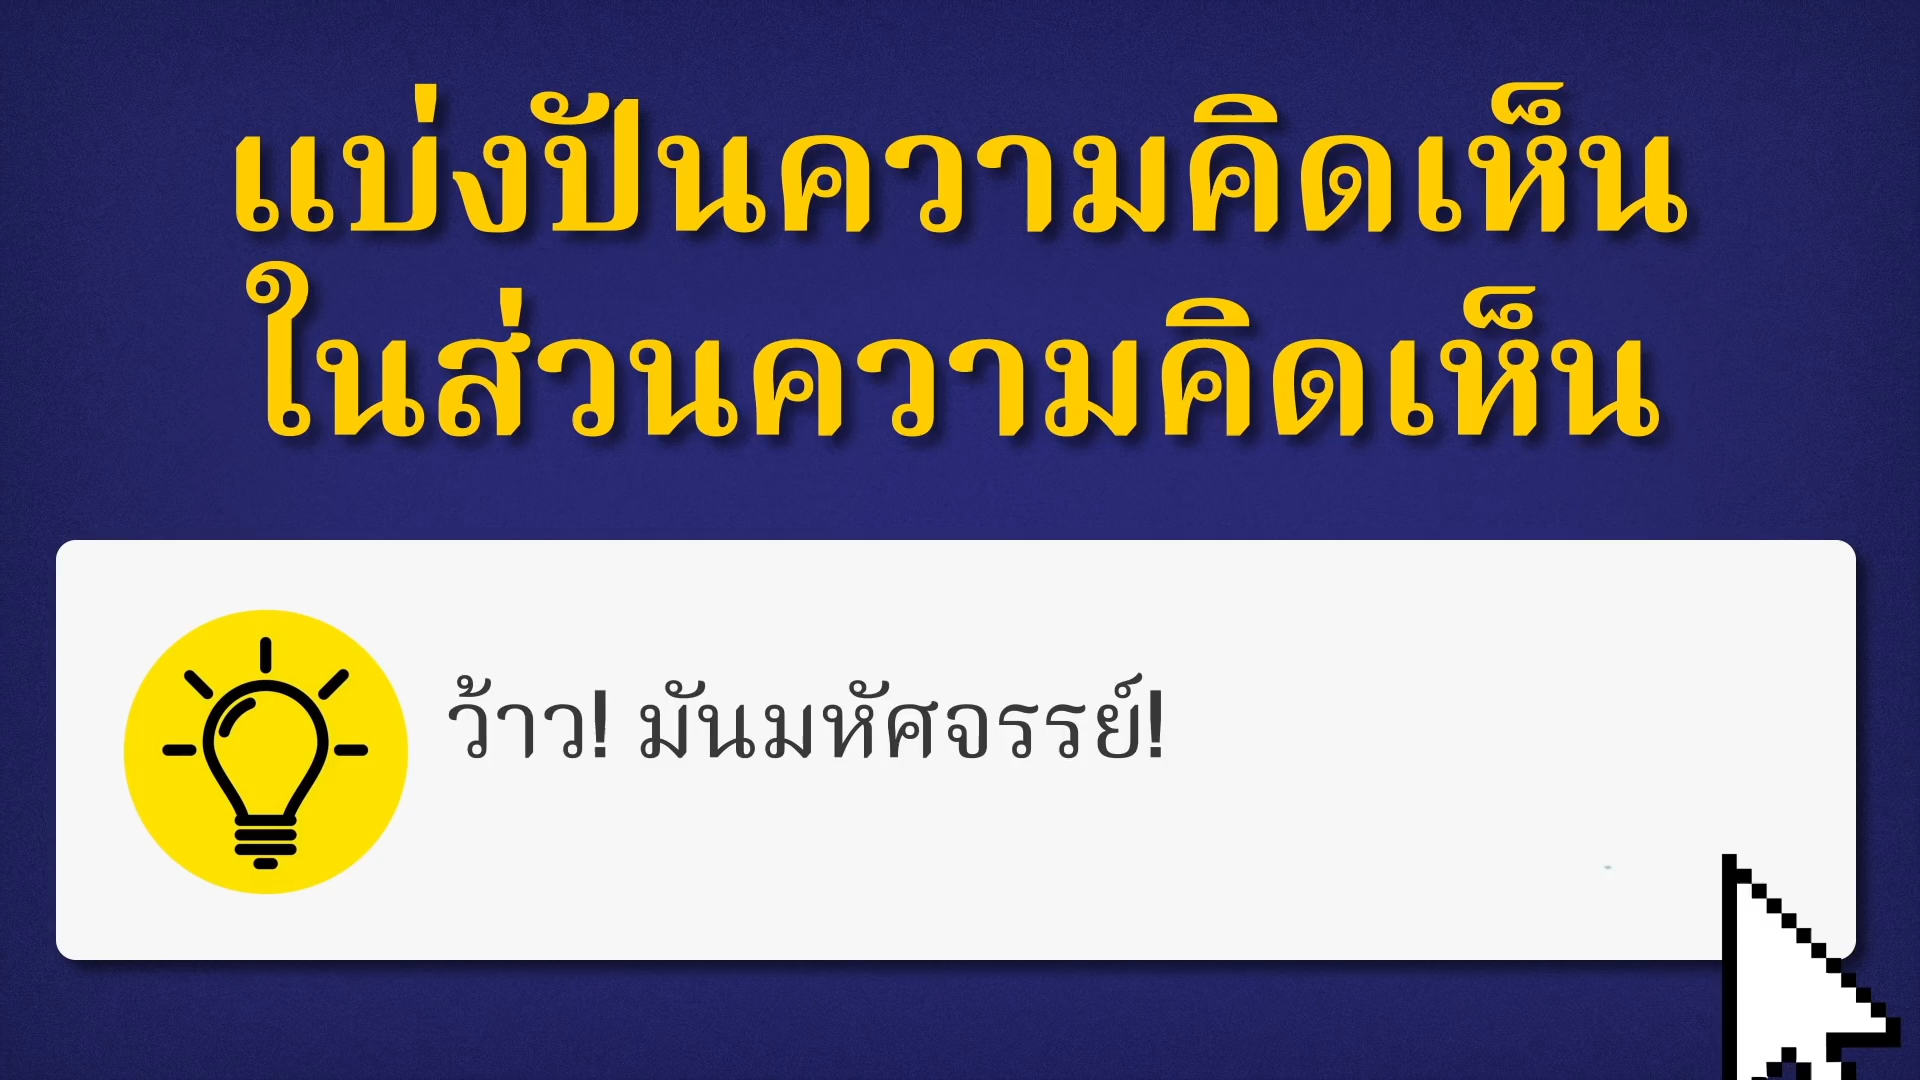 แบ่งปันความคิดเห็น
ในส่วนความคิดเห็น
ว้าว! มันมหัศจรรย์!